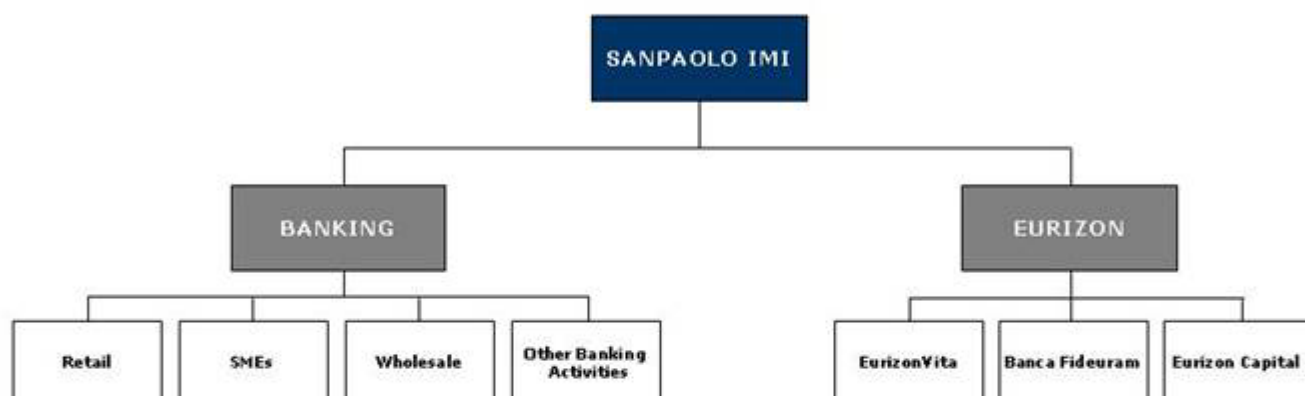 SANPAOLO IMI
BANKING
EURIZON
Retail
SMEs
Wholesale
Other Banking
Activities
EurizonVita
Banca Fideuram
Eurizon Capital